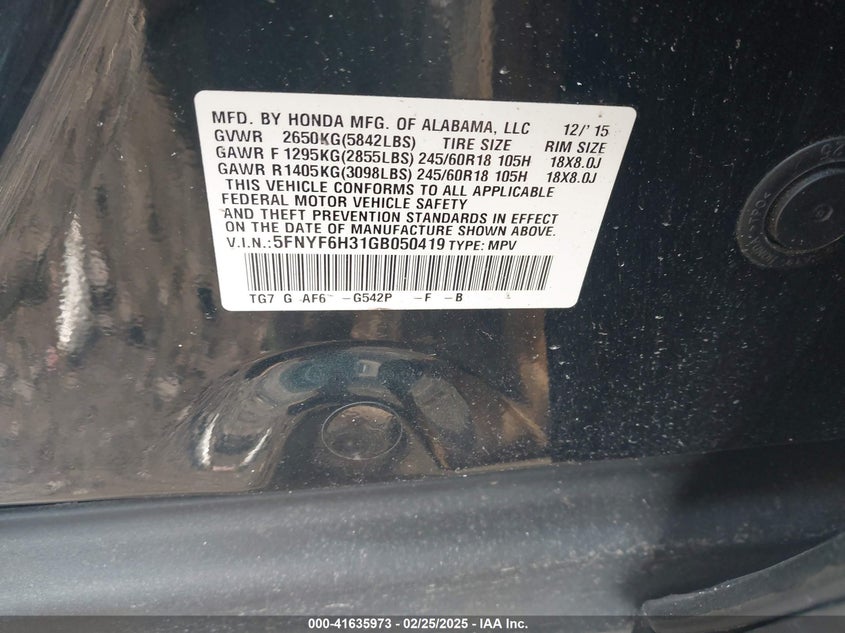 MFD. BY HONDA MFG. OF ALABAMA, LLC 12/' 15
GVWR 2650KG(5842LBS) TIRE SIZE RIM SIZE
GAWR F 1295KG(2855LBS) 245/60R18 105H 18X8.0J
GAWR R1405KG(3098LBS) 245/60R18 105H 18X8.0J
THIS VEHICLE CONFORMS TO ALL APPLICABLE
FEDERAL MOTOR VEHICLE SAFETY
AND THEFT PREVENTION STANDARDS IN EFFECT
ON THE DATE OF MANUFACTURE SHOWN ABOVE.
V.I.N.:5FNYF6H31GB050419 TYPE: MPV
TG7 G AF6 -G542P -F -B
000-41635973 - 02/25/2025 - IAA Inc.